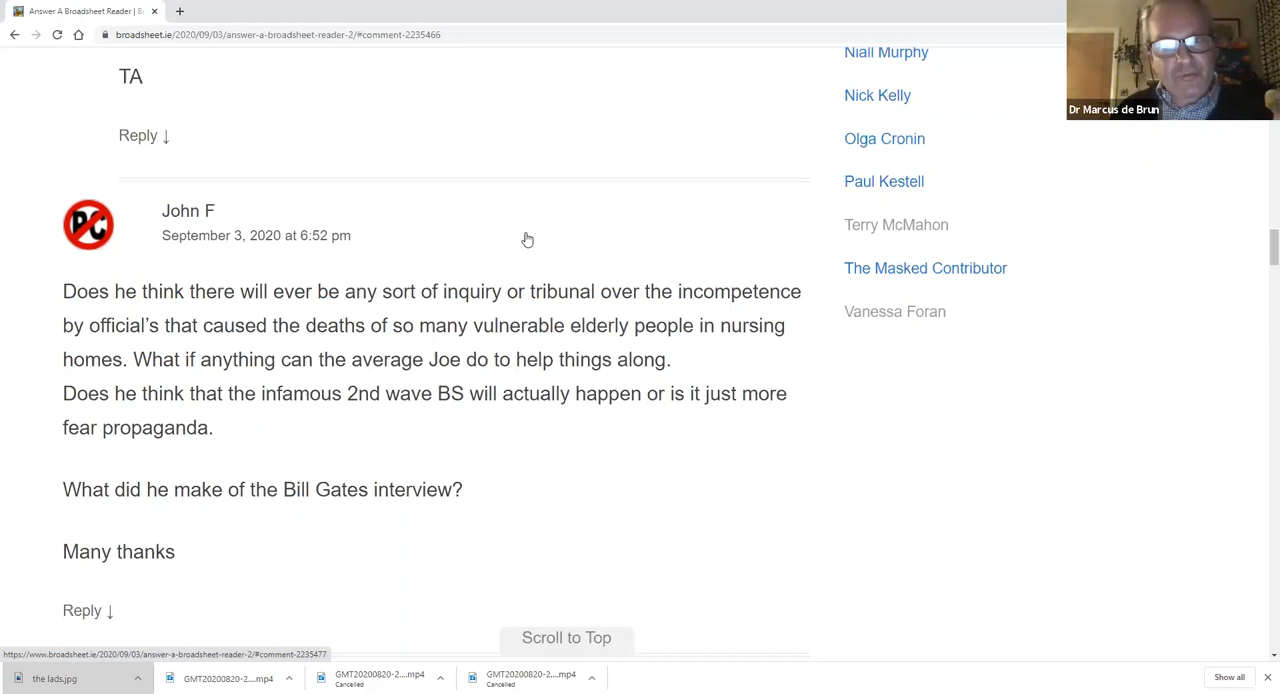 Answer A Broadsheet Reader | Br
broadsheet.ie/2020/09/03/answer-a-broadsheet-reader-2/#comment-2235466
TA
Reply ↓
PC
John F
September 3, 2020 at 6:52 pm
Does he think there will ever be any sort of inquiry or tribunal over the incompetence
by official’s that caused the deaths of so many vulnerable elderly people in nursing
homes. What if anything can the average Joe do to help things along.
Does he think that the infamous 2nd wave BS will actually happen or is it just more
fear propaganda.
What did he make of the Bill Gates interview?
Many thanks
Reply ↓
Scroll to Top
Niall Murphy
Nick Kelly
Olga Cronin
Paul Kestell
Terry McMahon
The Masked Contributor
Vanessa Foran
Dr Marcus de Brun
https://www.broadsheet.ie/2020/09/03/answer-a-broadsheet-reader-2/#comment-2235477
the lads.jpg
GMT20200820-2....mp4
GMT20200820-2....mp4
Cancelled
GMT20200820-2....mp4
Cancelled
Show all